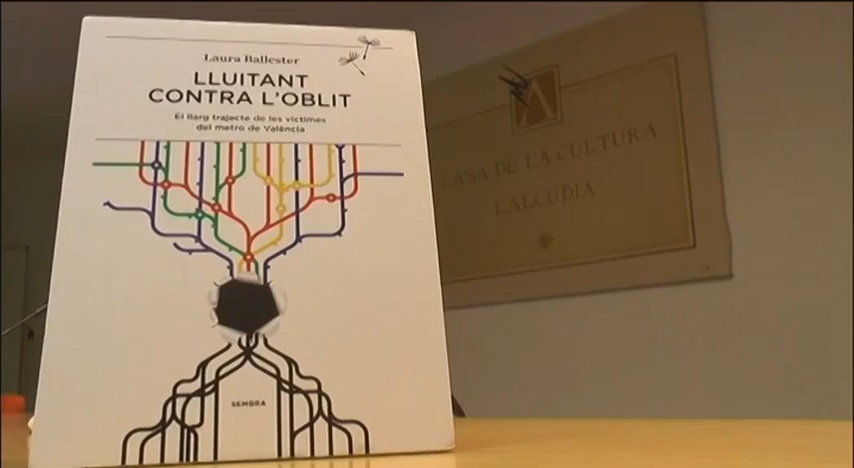 Laura Ballester
LLUITANT
CONTRA L'OBLIT
El llarg trajecte de les víctimes
del metro de València
SEMBRA
CASA DE LA CULTURA
L'ALCÚDIA